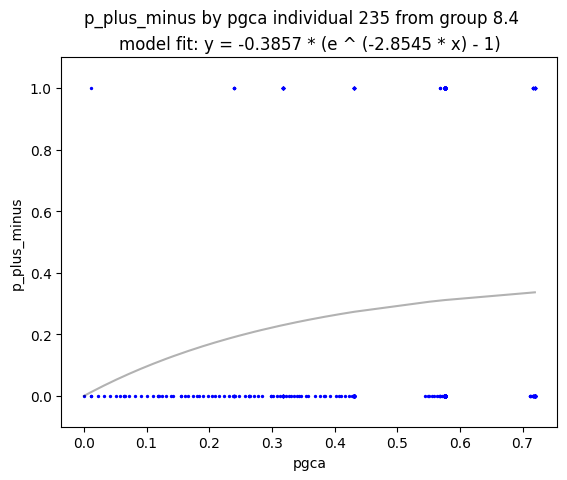 p_plus_minus by pgca individual 235 from group 8.4
model fit: y = -0.3857 * (e ^ (-2.8545 * x) - 1)
1.0
0.8
0.6
0.4
0.2
0.0
p_plus_minus
0.0 0.1 0.2 0.3 0.4 0.5 0.6 0.7
pgca